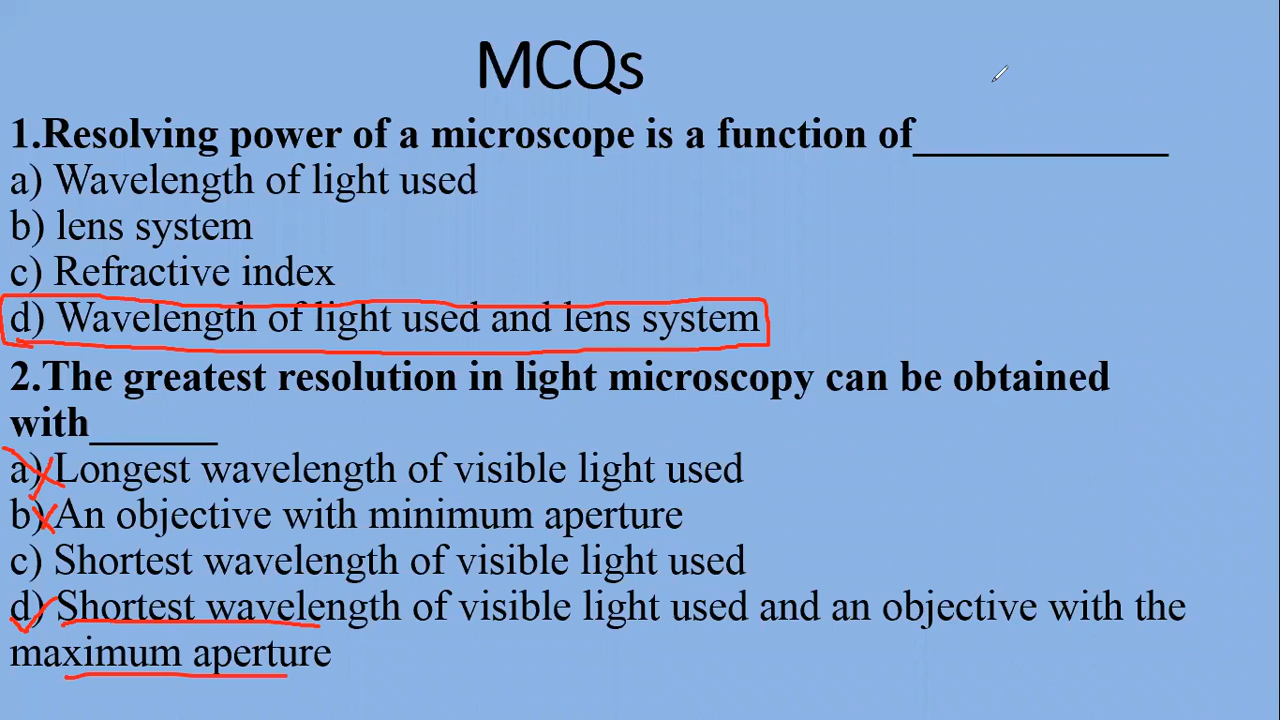 MCQs
1.Resolving power of a microscope is a function of____________
a) Wavelength of light used
b) lens system
c) Refractive index
d) Wavelength of light used and lens system
2.The greatest resolution in light microscopy can be obtained
with______
a) Longest wavelength of visible light used
b) An objective with minimum aperture
c) Shortest wavelength of visible light used
d) Shortest wavelength of visible light used and an objective with the
maximum aperture